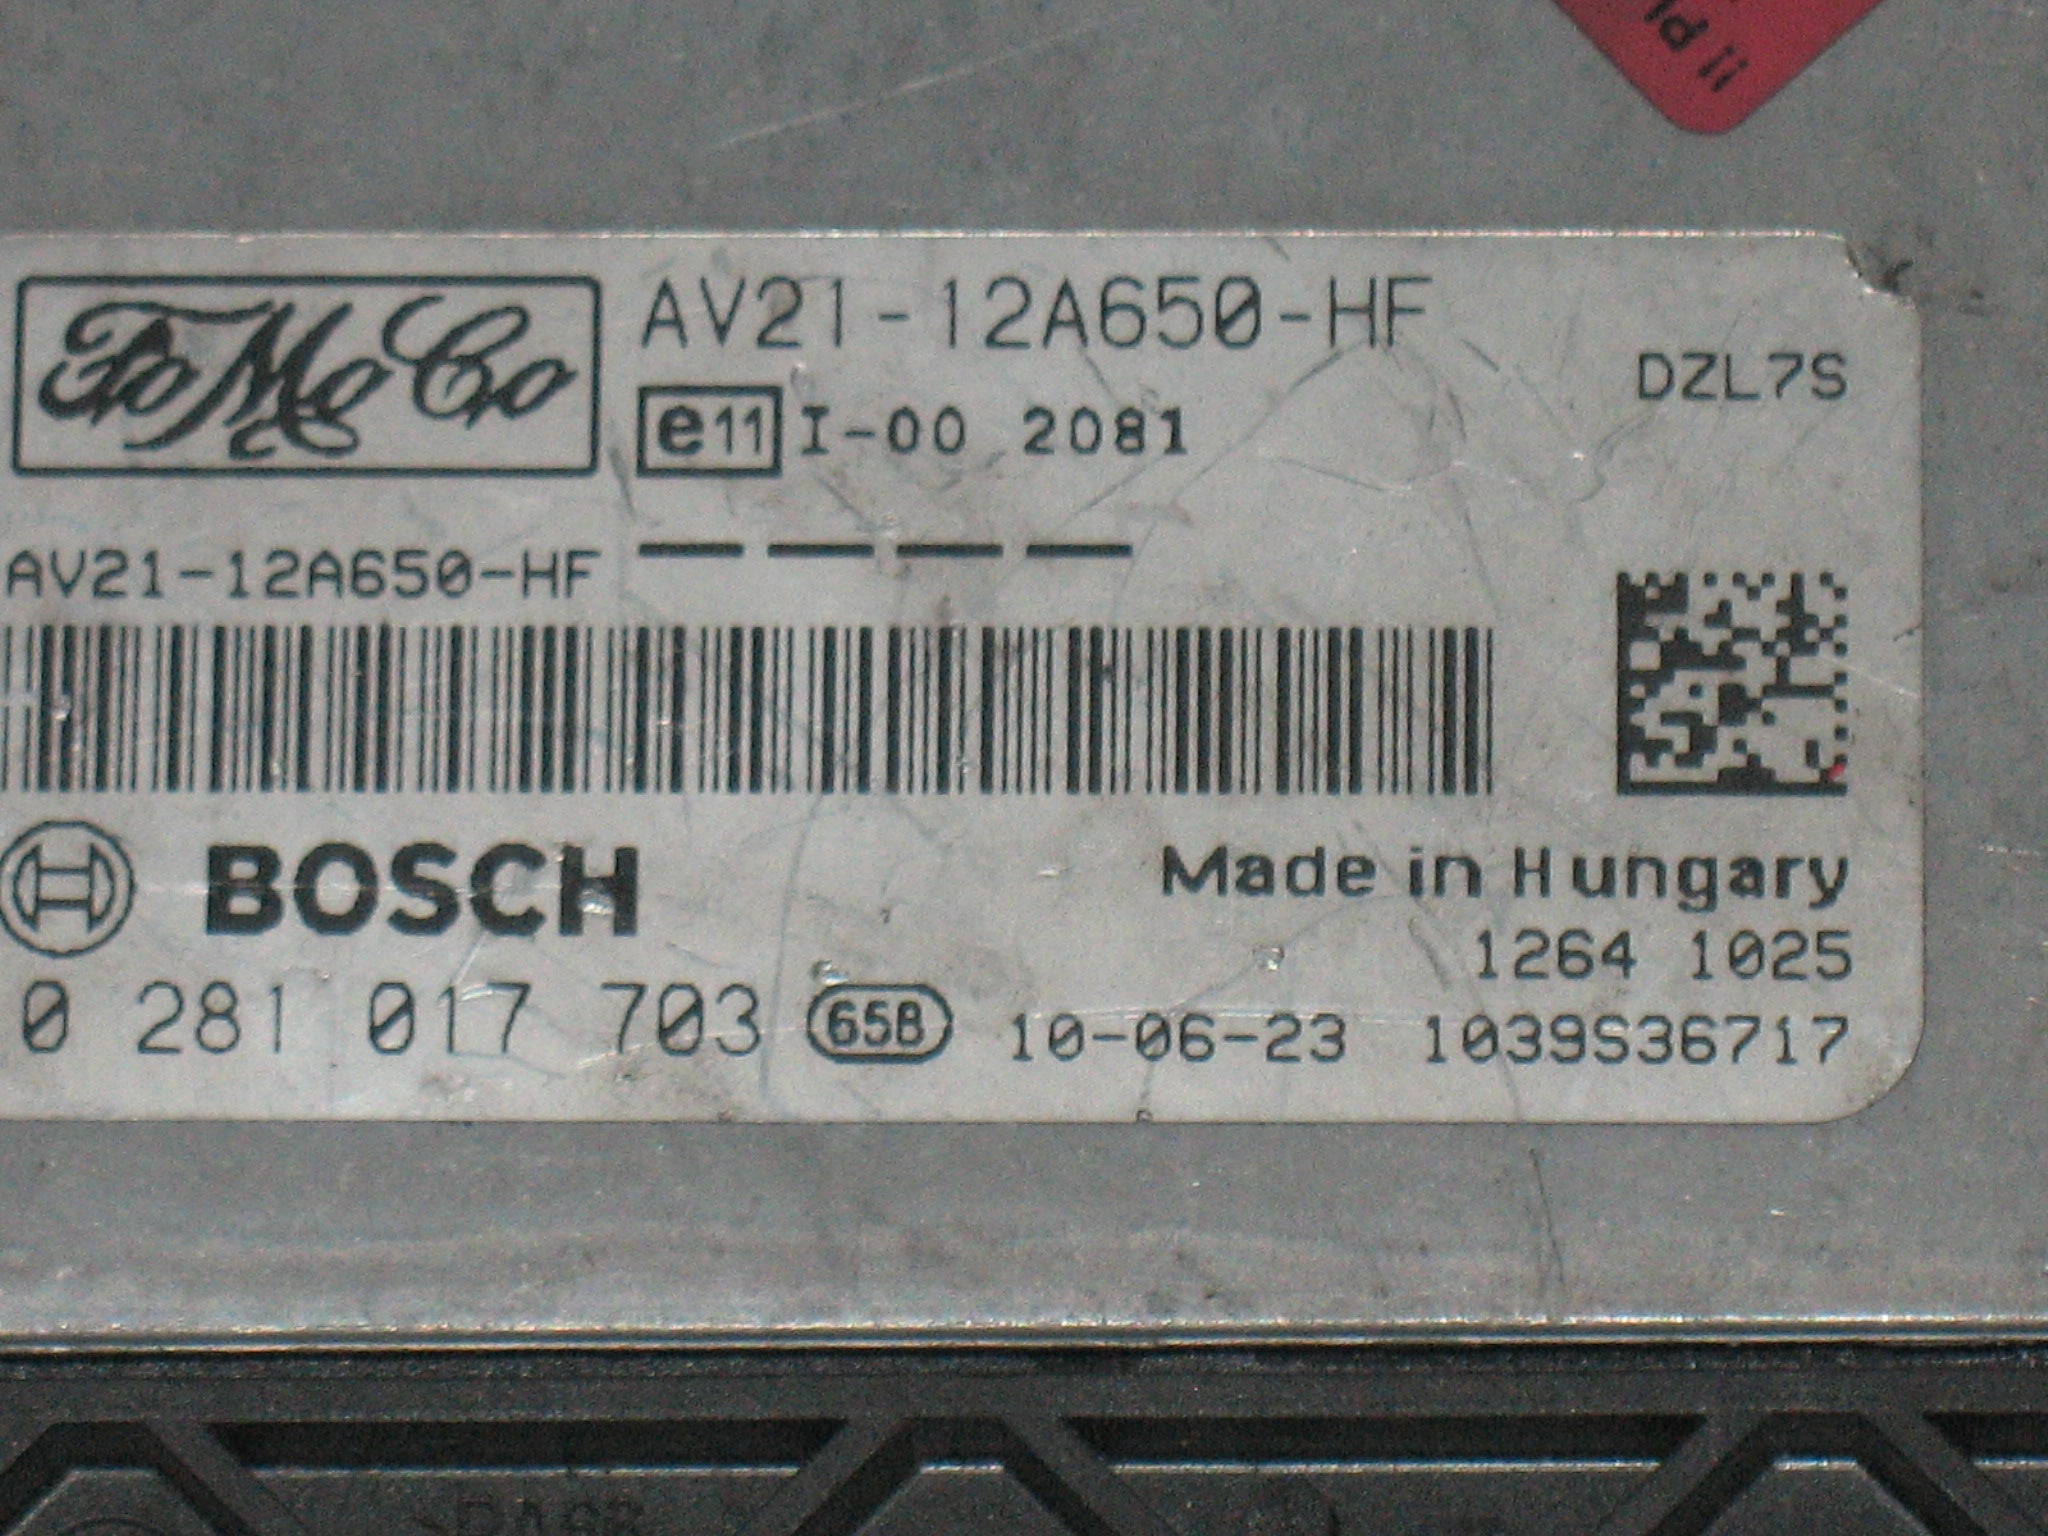 FoMoCo
AV21-12A650-HF
DZL7S
e11 I-00 2081
AV21-12A650-HF
BOSCH
Made in Hungary
1264 1025
0 281 017 703 65B 10-06-23 1039S36717